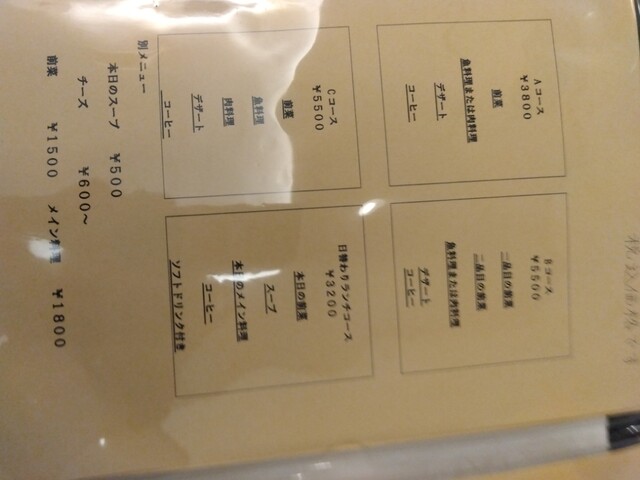 Aコース
¥3800
前菜
魚料理または肉料理
デザート
コーヒー
Bコース
¥5500
一品目の前菜
二品目の前菜
魚料理または肉料理
デザート
コーヒー
Cコース
¥5500
前菜
魚料理
肉料理
デザート
コーヒー
日替わりランチコース
¥3200
本日の前菜
スープ
本日のメイン料理
コーヒー
ソフトドリンク付き
別メニュー
本日のスープ ¥500
チーズ ¥600~
前菜 ¥1500 メイン料理 ¥1800